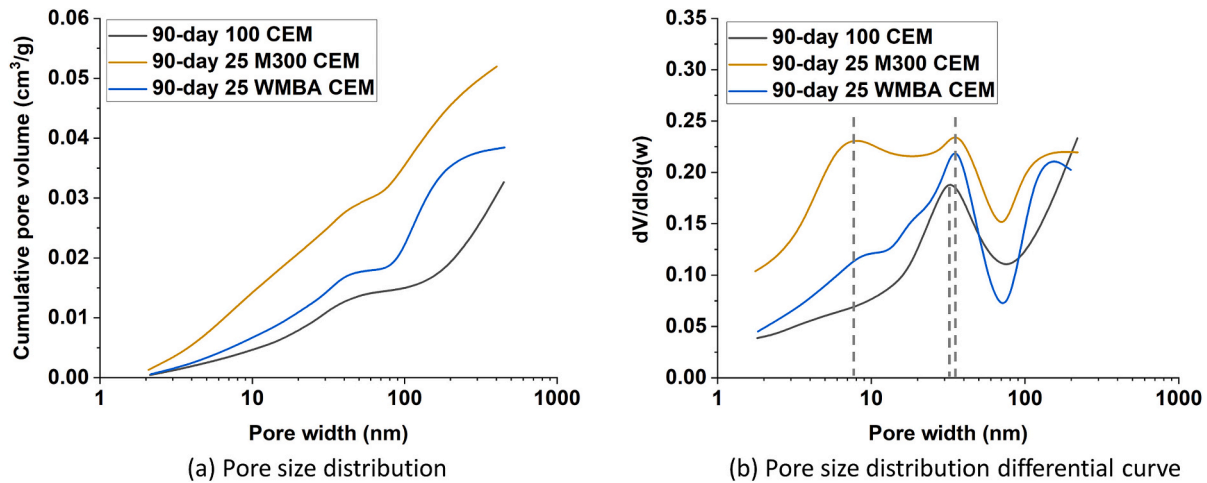 90-day 100 CEM
90-day 25 M300 CEM
90-day 25 WMBA CEM
Cumulative pore volume (cm³/g)
0.06
0.05
0.04
0.03
0.02
0.01
0.00
1
10
100
1000
Pore width (nm)
(a) Pore size distribution
90-day 100 CEM
90-day 25 M300 CEM
90-day 25 WMBA CEM
dV/dlog(w)
0.35
0.30
0.25
0.20
0.15
0.10
0.05
0.00
1
10
100
1000
Pore width (nm)
(b) Pore size distribution differential curve